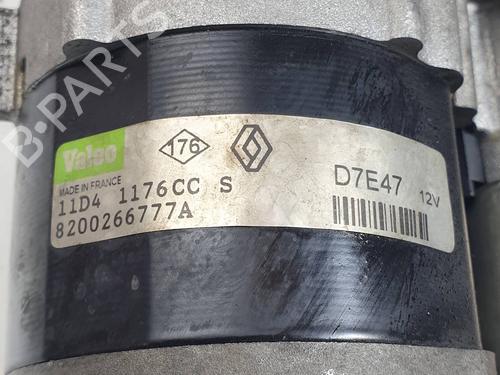 B-PARTS
Valeo
176
MADE IN FRANCE
11D4 1176CC S
8200266777A
D7E47 12V